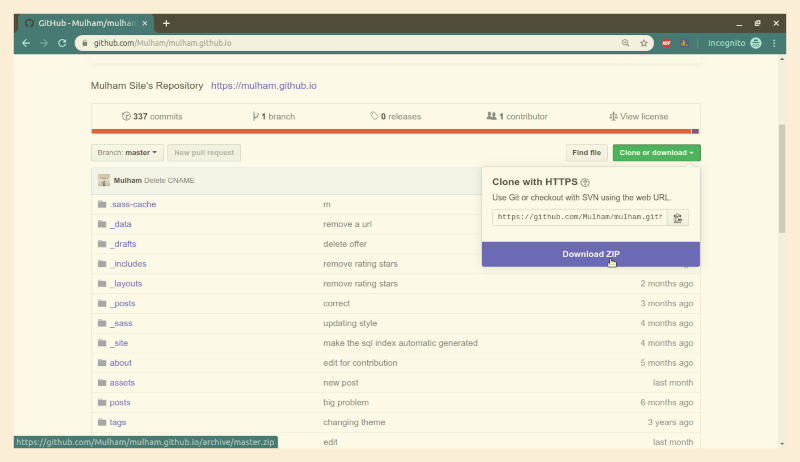 GitHub - Mulham/mulham
github.com/Mulham/mulham.github.io
ABP
Incognito
Mulham Site's Repository https://mulham.github.io
337 commits
1 branch
0 releases
1 contributor
View license
Branch: master
New pull request
Find file
Clone or download
Mulham Delete CNAME
Clone with HTTPS
Use Git or checkout with SVN using the web URL.
https://github.com/Mulham/mulham.gith
Download ZIP
.sass-cache m
_data remove a url
_drafts delete offer
_includes remove rating stars
_layouts remove rating stars 2 months ago
_posts correct 3 months ago
_sass updating style 4 months ago
_site make the sql index automatic generated 4 months ago
about edit for contribution 5 months ago
assets new post last month
posts big problem 6 months ago
tags changing theme 3 years ago
edit last month
https://github.com/Mulham/mulham.github.io/archive/master.zip